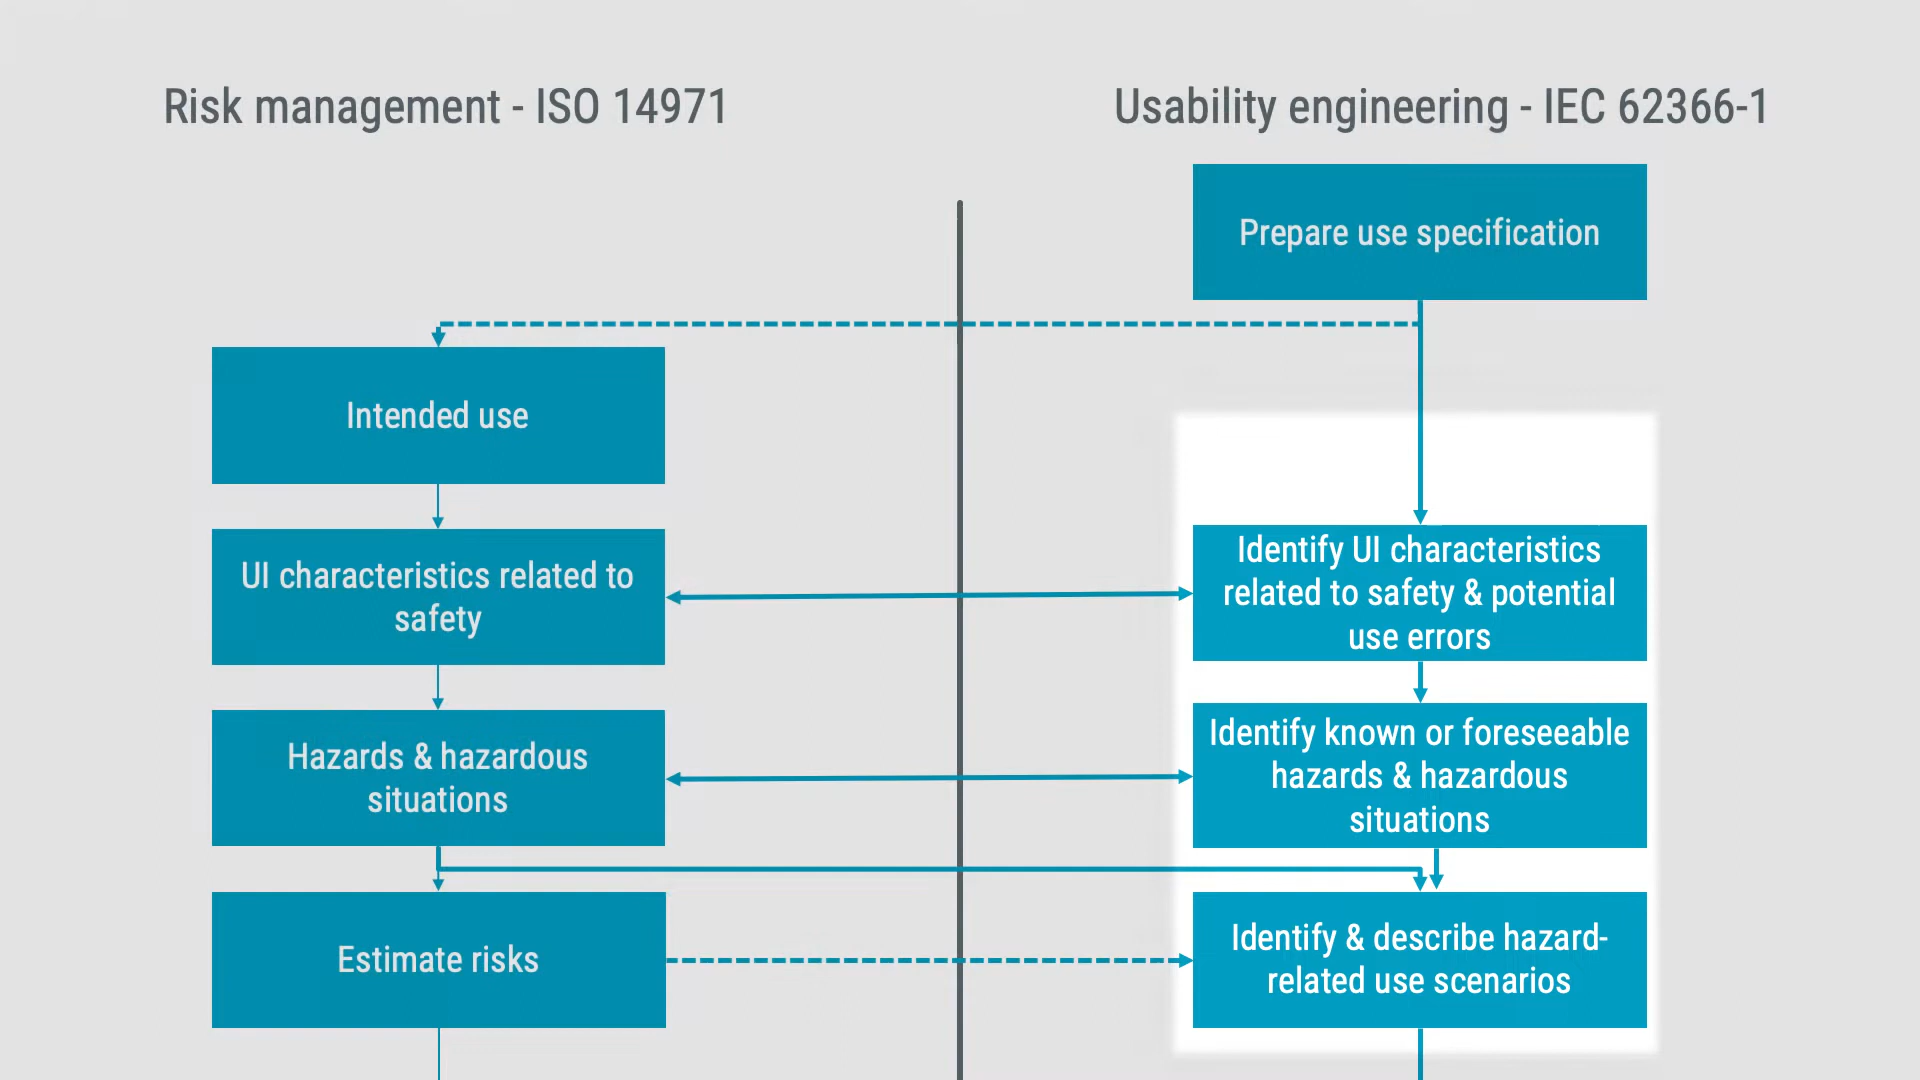 Risk management - ISO 14971
Usability engineering - IEC 62366-1
Prepare use specification
Intended use
UI characteristics related to
safety
Identify UI characteristics
related to safety & potential
use errors
Hazards & hazardous
situations
Identify known or foreseeable
hazards & hazardous
situations
Estimate risks
Identify & describe hazard-
related use scenarios